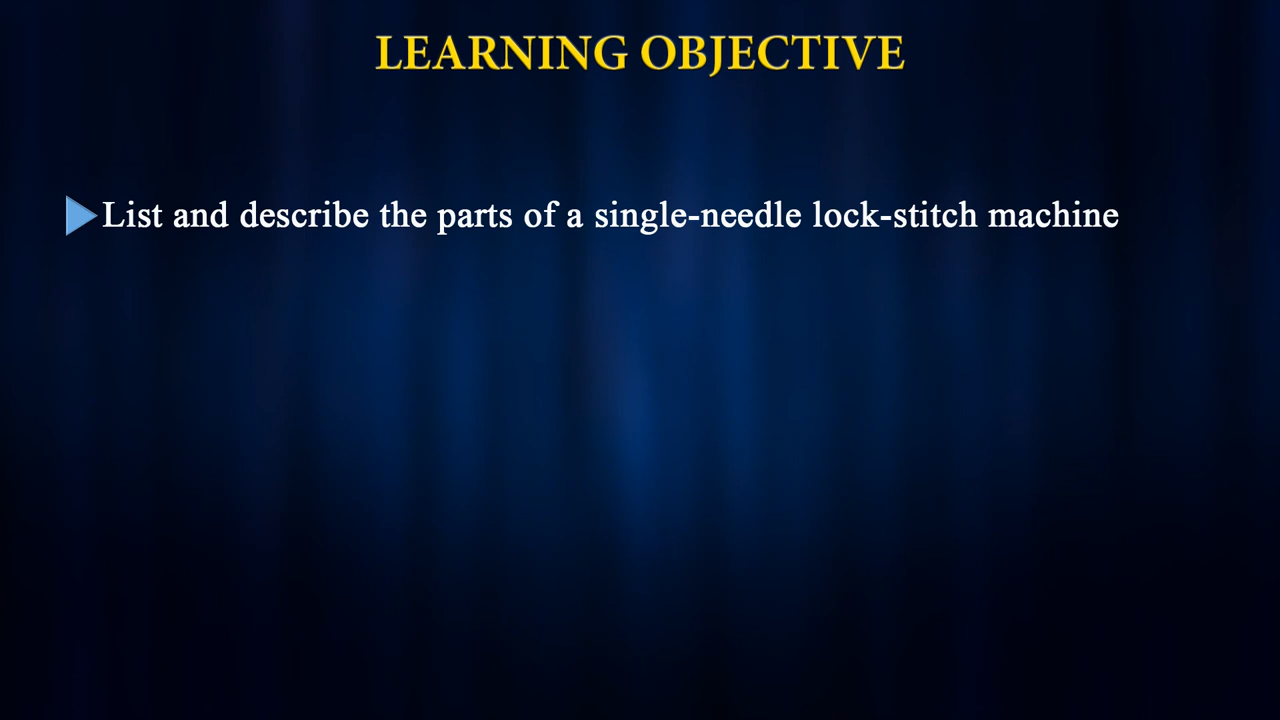 LEARNING OBJECTIVE
List and describe the parts of a single-needle lock-stitch machine